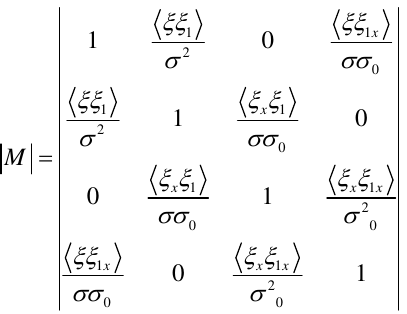 1 ⟨ξξ₁⟩/σ² 0 ⟨ξξ₁ₓ⟩/σσ₀
⟨ξξ₁⟩/σ² 1 ⟨ξₓξ₁⟩/σσ₀ 0
|M| =
0 ⟨ξₓξ₁⟩/σσ₀ 1 ⟨ξₓξ₁ₓ⟩/σ²₀
⟨ξξ₁ₓ⟩/σσ₀ 0 ⟨ξₓξ₁ₓ⟩/σ²₀ 1